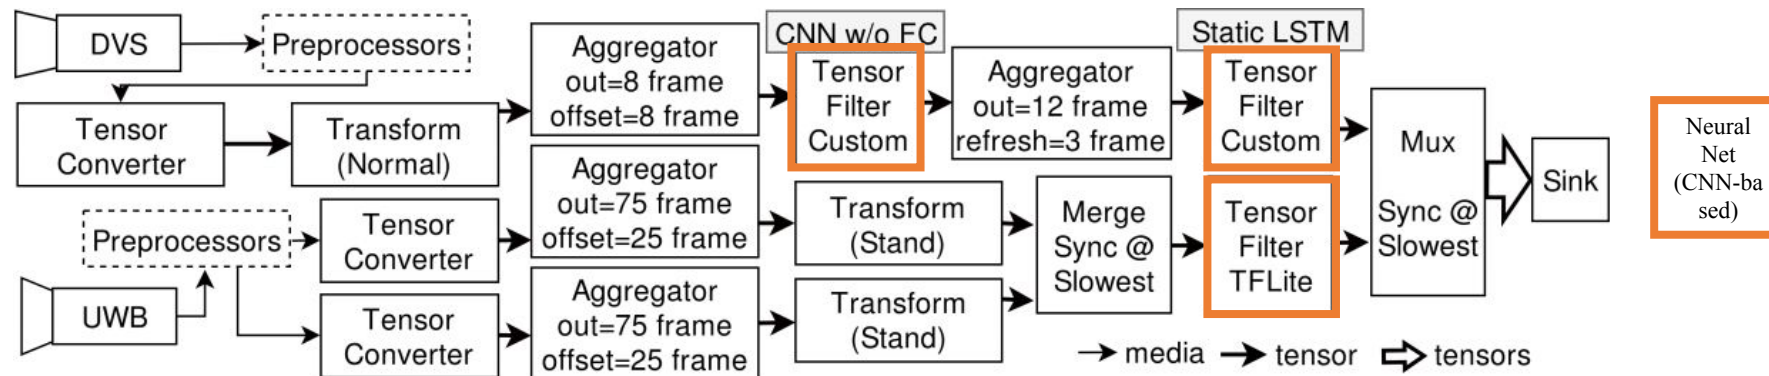 DVS
Preprocessors
Aggregator
out=8 frame
offset=8 frame
CNN w/o FC
Tensor
Filter
Custom
Aggregator
out=12 frame
refresh=3 frame
Static LSTM
Tensor
Filter
Custom
Tensor
Converter
Transform
(Normal)
Mux
Sync @
Slowest
Sink
Neural
Net
(CNN-ba
sed)
Preprocessors
UWB
Tensor
Converter
Aggregator
out=75 frame
offset=25 frame
Transform
(Stand)
Merge
Sync @
Slowest
Tensor
Filter
TFLite
Tensor
Converter
Aggregator
out=75 frame
offset=25 frame
Transform
(Stand)
media
tensor
tensors